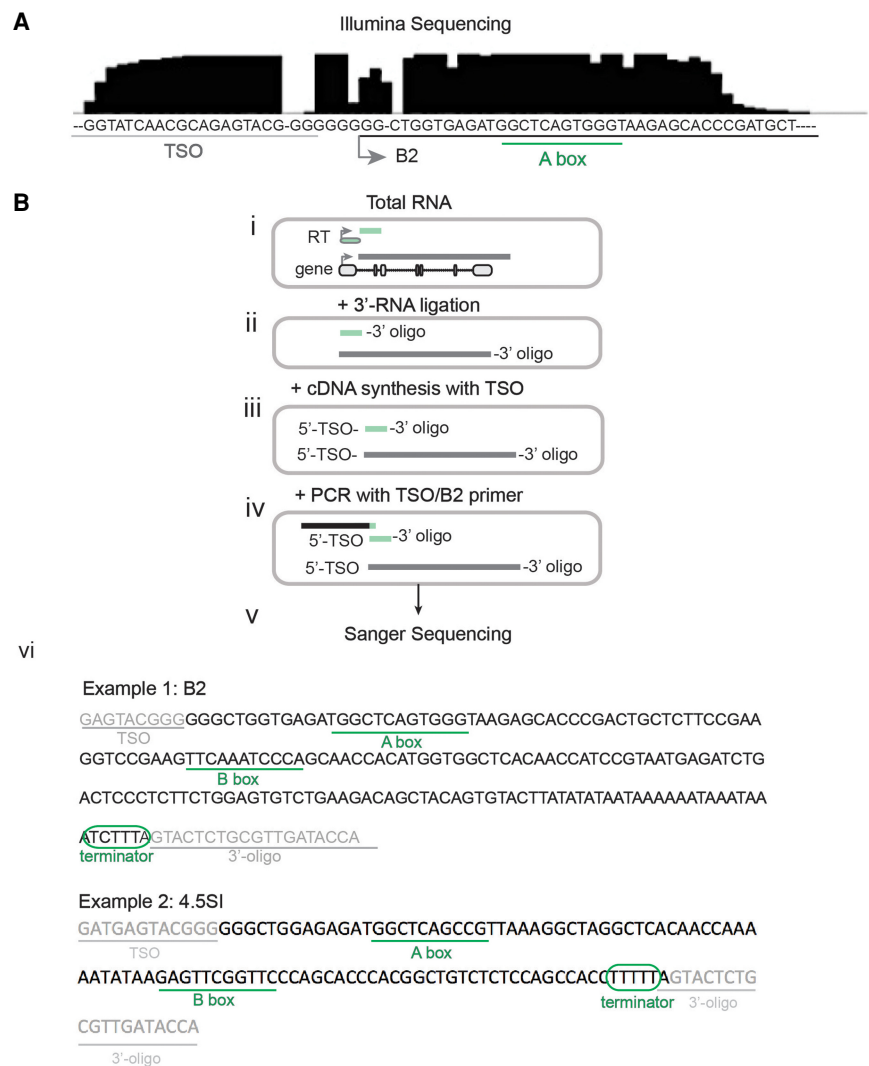 A
Illumina Sequencing
--GGTATCAACGCAGAGTACG-GGGGGGGG-CTGGTGAGATGGCTCAGTGGGTAAGAGCACCCGATGCT----
TSO
B2
A box
B
Total RNA
i
RT
gene
+ 3'-RNA ligation
ii
-3' oligo
-3' oligo
+ cDNA synthesis with TSO
iii
5'-TSO-
-3' oligo
5'-TSO-
-3' oligo
+ PCR with TSO/B2 primer
iv
5'-TSO
-3' oligo
5'-TSO
-3' oligo
v
Sanger Sequencing
vi
Example 1: B2
GAGTACGGGGGGCTGGTGAGATGGCTCAGTGGGTAAGAGCACCCGACTGCTCTTCCGAA
TSO
A box
GGTCCGAAGTTCAAATCCCAGCAACCACATGGTGGCTCACAACCATCCGTAATGAGATCTG
B box
ACTCCCTCTTCTGGAGTGTCTGAAGACAGCTACAGTGTACTTATATATAATAAAAAATAAATAA
ATCTTTAGTACTCTGCGTTGATACCA
terminator
3'-oligo
Example 2: 4.5SI
GATGAGTACGGGGGGGCTGGAGAGATGGCTCAGCCGTTAAAGGCTAGGCTCACAACCAAA
TSO
A box
AATATAAGAGTTCGGTTCCCAGCACCCACGGCTGTCTCTCCAGCCACCTTTTTAGTACTCTG
B box
terminator
3'-oligo
CGTTGATACCA
3'-oligo